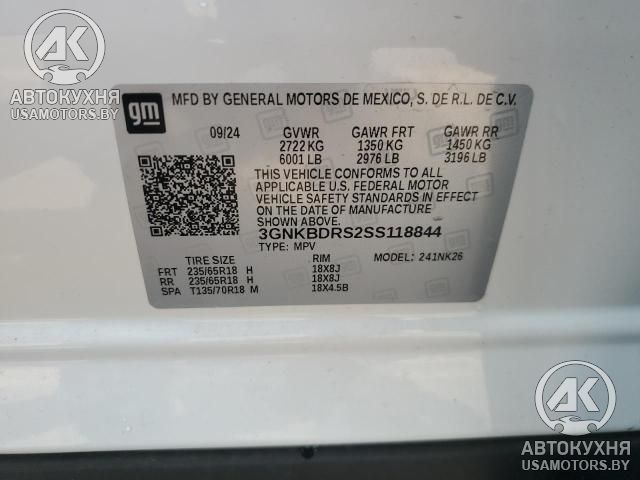 АВТОКУХНЯ
USAMOTORS.BY
gm
MFD BY GENERAL MOTORS DE MEXICO, S. DE R.L. DE C.V.
09/24 GVWR GAWR FRT GAWR RR
2722 KG 1350 KG 1450 KG
6001 LB 2976 LB 3196 LB
THIS VEHICLE CONFORMS TO ALL
APPLICABLE U.S. FEDERAL MOTOR
VEHICLE SAFETY STANDARDS IN EFFECT
ON THE DATE OF MANUFACTURE
SHOWN ABOVE.
3GNKBDRS2SS118844
TYPE: MPV MODEL: 241NK26
TIRE SIZE RIM
FRT 235/65R18 H 18X8J
RR 235/65R18 H 18X8J
SPA T135/70R18 M 18X4.5B
АК
АВТОКУХНЯ
USAMOTORS.BY